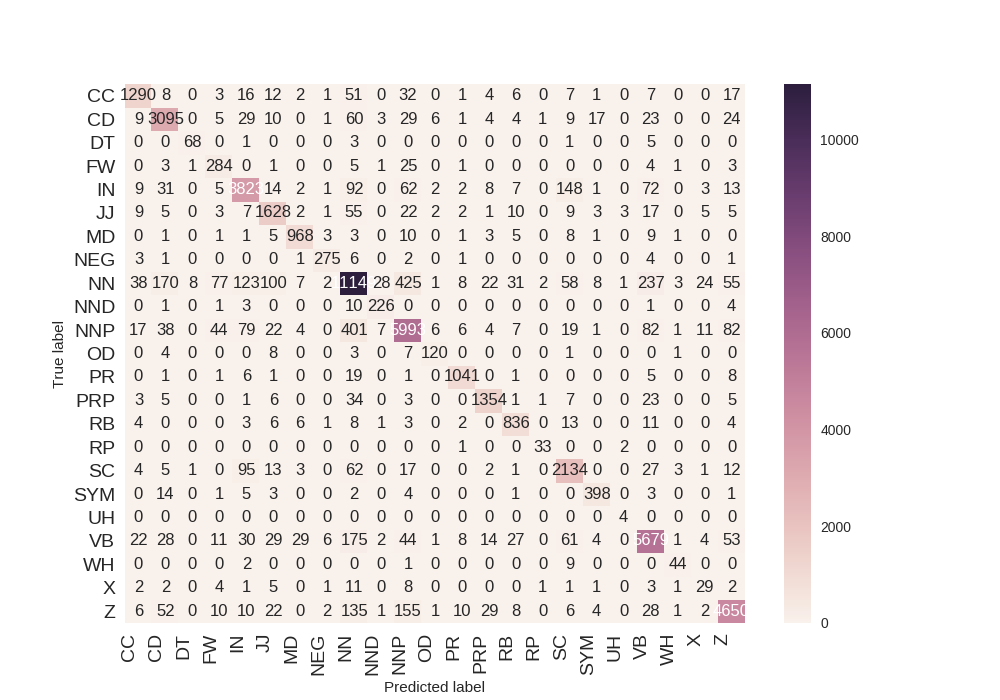 CC 1290 8 0 3 16 12 2 1 51 0 32 0 1 4 6 0 7 1 0 7 0 0 17
CD 9 3095 0 5 29 10 0 1 60 3 29 6 1 4 4 1 9 17 0 23 0 0 24
DT 0 0 68 0 1 0 0 0 3 0 0 0 0 0 0 0 1 0 0 5 0 0 0
FW 0 3 1 284 0 1 0 0 5 1 25 0 1 0 0 0 0 0 0 4 1 0 3
IN 9 31 0 5 3823 14 2 1 92 0 62 2 2 8 7 0 148 1 0 72 0 3 13
JJ 9 5 0 3 7 1628 2 1 55 0 22 2 2 1 10 0 9 3 3 17 0 5 5
MD 0 1 0 1 1 5 968 3 3 0 10 0 1 3 5 0 8 1 0 9 1 0 0
NEG 3 1 0 0 0 0 1 275 6 0 2 0 1 0 0 0 0 0 0 4 0 0 1
NN 38 170 8 77 123 100 7 2 28 425 1 8 22 31 2 58 8 1 237 3 24 55
NND 0 1 0 1 3 0 0 0 10 226 0 0 0 0 0 0 0 0 0 1 0 0 4
NNP 17 38 0 44 79 22 4 0 401 7 5993 6 6 4 7 0 19 1 0 82 1 11 82
OD 0 4 0 0 0 8 0 0 3 0 7 120 0 0 0 0 1 0 0 0 1 0 0
PR 0 1 0 1 6 1 0 0 19 0 1 0 1041 0 1 0 0 0 0 5 0 0 8
PRP 3 5 0 0 1 6 0 0 34 0 3 0 0 1354 1 1 7 0 0 23 0 0 5
RB 4 0 0 0 3 6 6 1 8 1 3 0 2 0 836 0 13 0 0 11 0 0 4
RP 0 0 0 0 0 0 0 0 0 0 0 0 1 0 0 33 0 0 2 0 0 0 0
SC 4 5 1 0 95 13 3 0 62 0 17 0 0 2 1 0 2134 0 0 27 3 1 12
SYM 0 14 0 1 5 3 0 0 2 0 4 0 0 0 1 0 0 398 0 3 0 0 1
UH 0 0 0 0 0 0 0 0 0 0 0 0 0 0 0 0 0 0 4 0 0 0 0
VB 22 28 0 11 30 29 29 6 175 2 44 1 8 14 27 0 61 4 0 5679 1 4 53
WH 0 0 0 0 2 0 0 0 0 0 1 0 0 0 0 0 9 0 0 0 44 0 0
X 2 2 0 4 1 5 0 1 11 0 8 0 0 0 0 1 1 1 0 3 0 29 2
Z 6 52 0 10 10 22 0 2 135 1 155 1 10 29 8 0 6 4 0 28 1 2 4650
CC CD DT FW IN JJ MD NEG NN NND NNP OD PR PRP RB RP SC SYM UH VB WH X Z
Predicted label
True label
10000
8000
6000
4000
2000
0